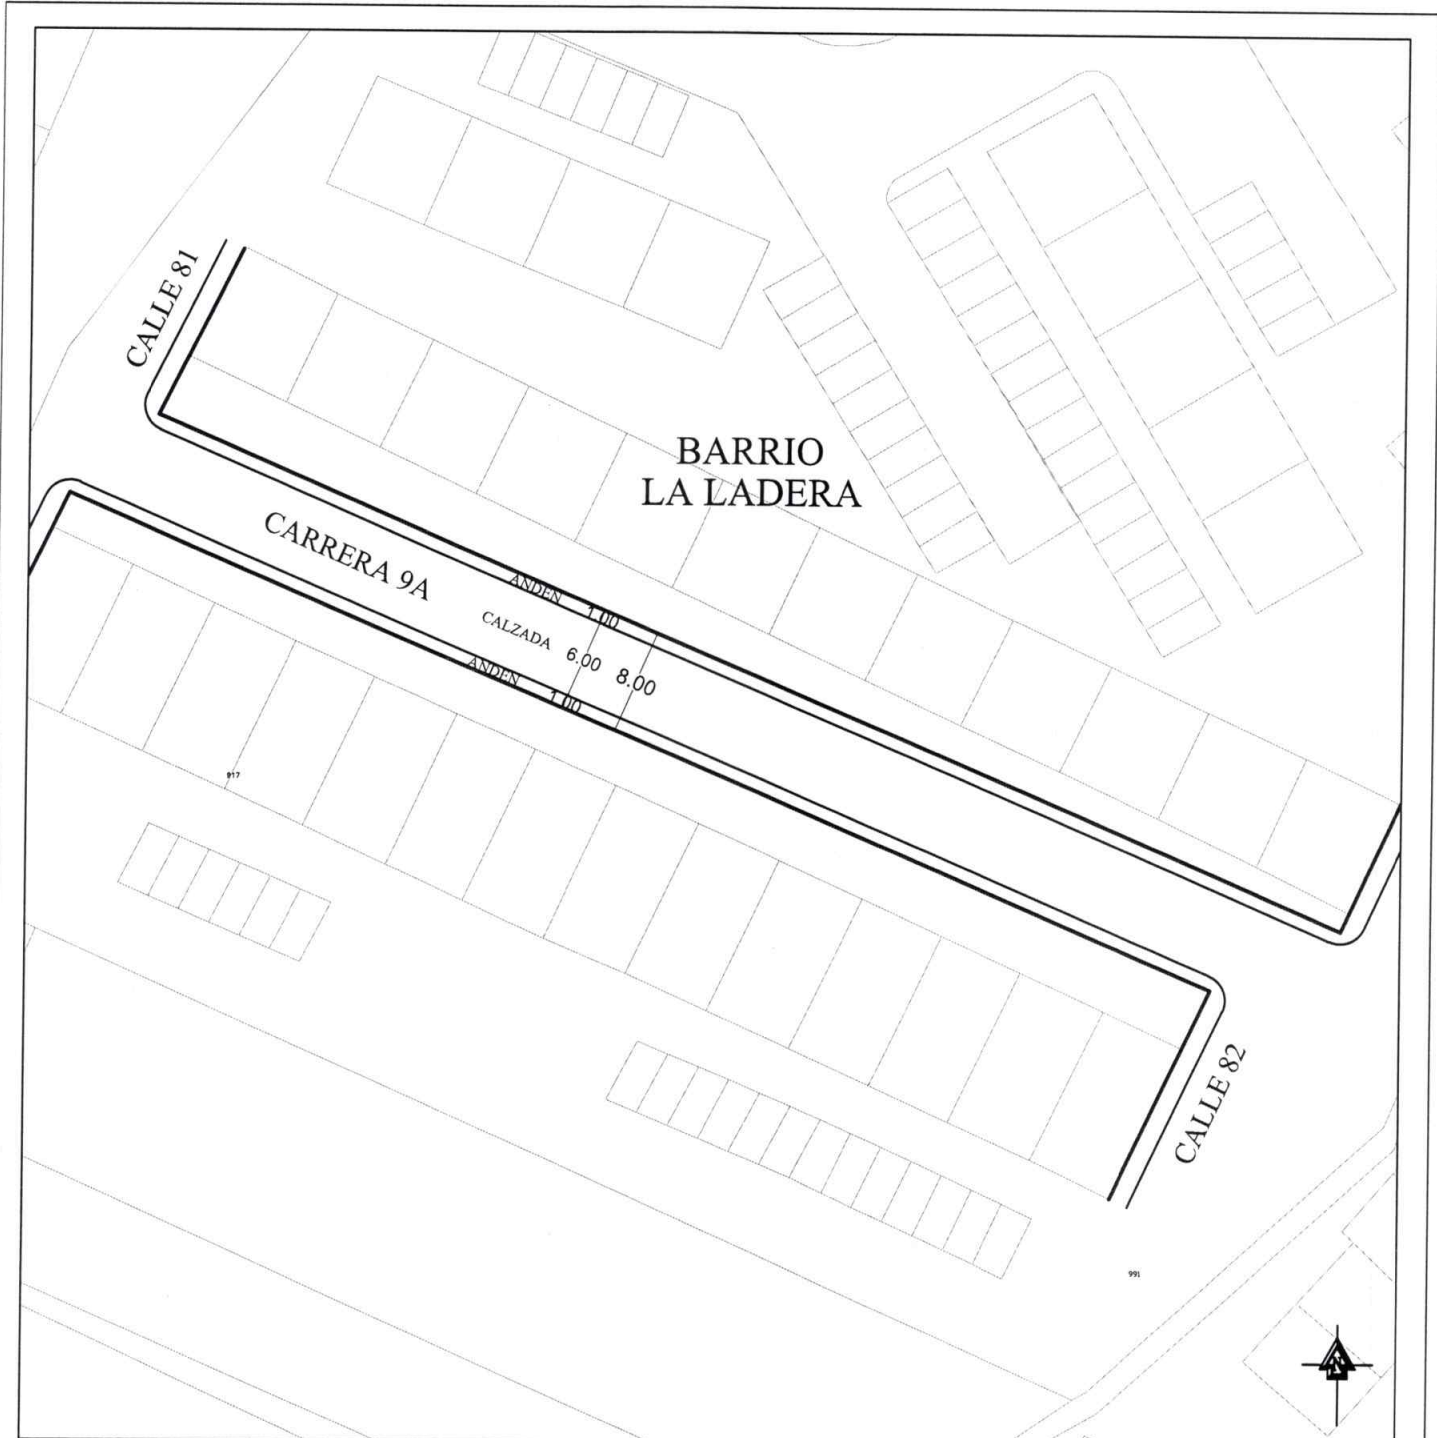 CALLE 81
BARRIO
LA LADERA
CARRERA 9A
ANDEN 1.00
CALZADA 6.00 8.00
ANDEN 1.00
917
CALLE 82
991
N